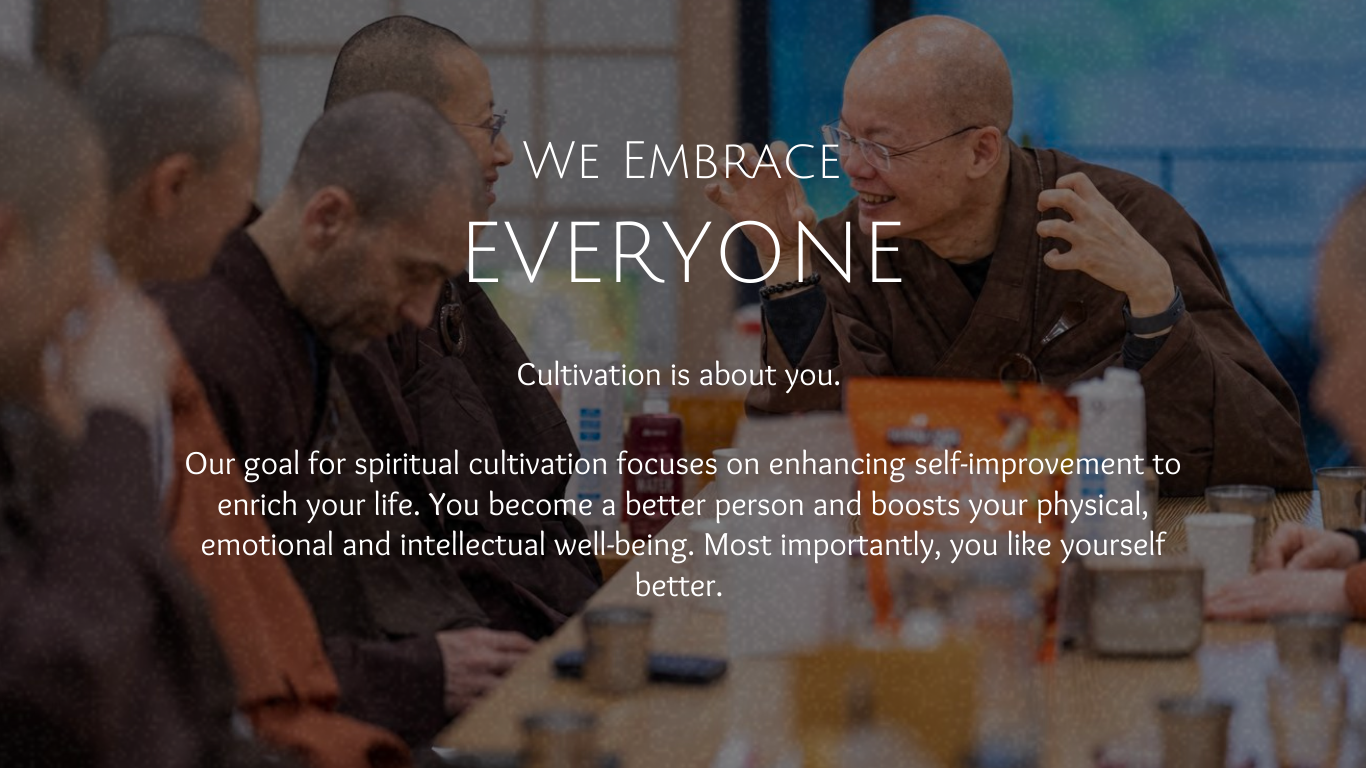 We Embrace
EVERYONE
Cultivation is about you.
Our goal for spiritual cultivation focuses on enhancing self-improvement to
enrich your life. You become a better person and boosts your physical,
emotional and intellectual well-being. Most importantly, you like yourself
better.